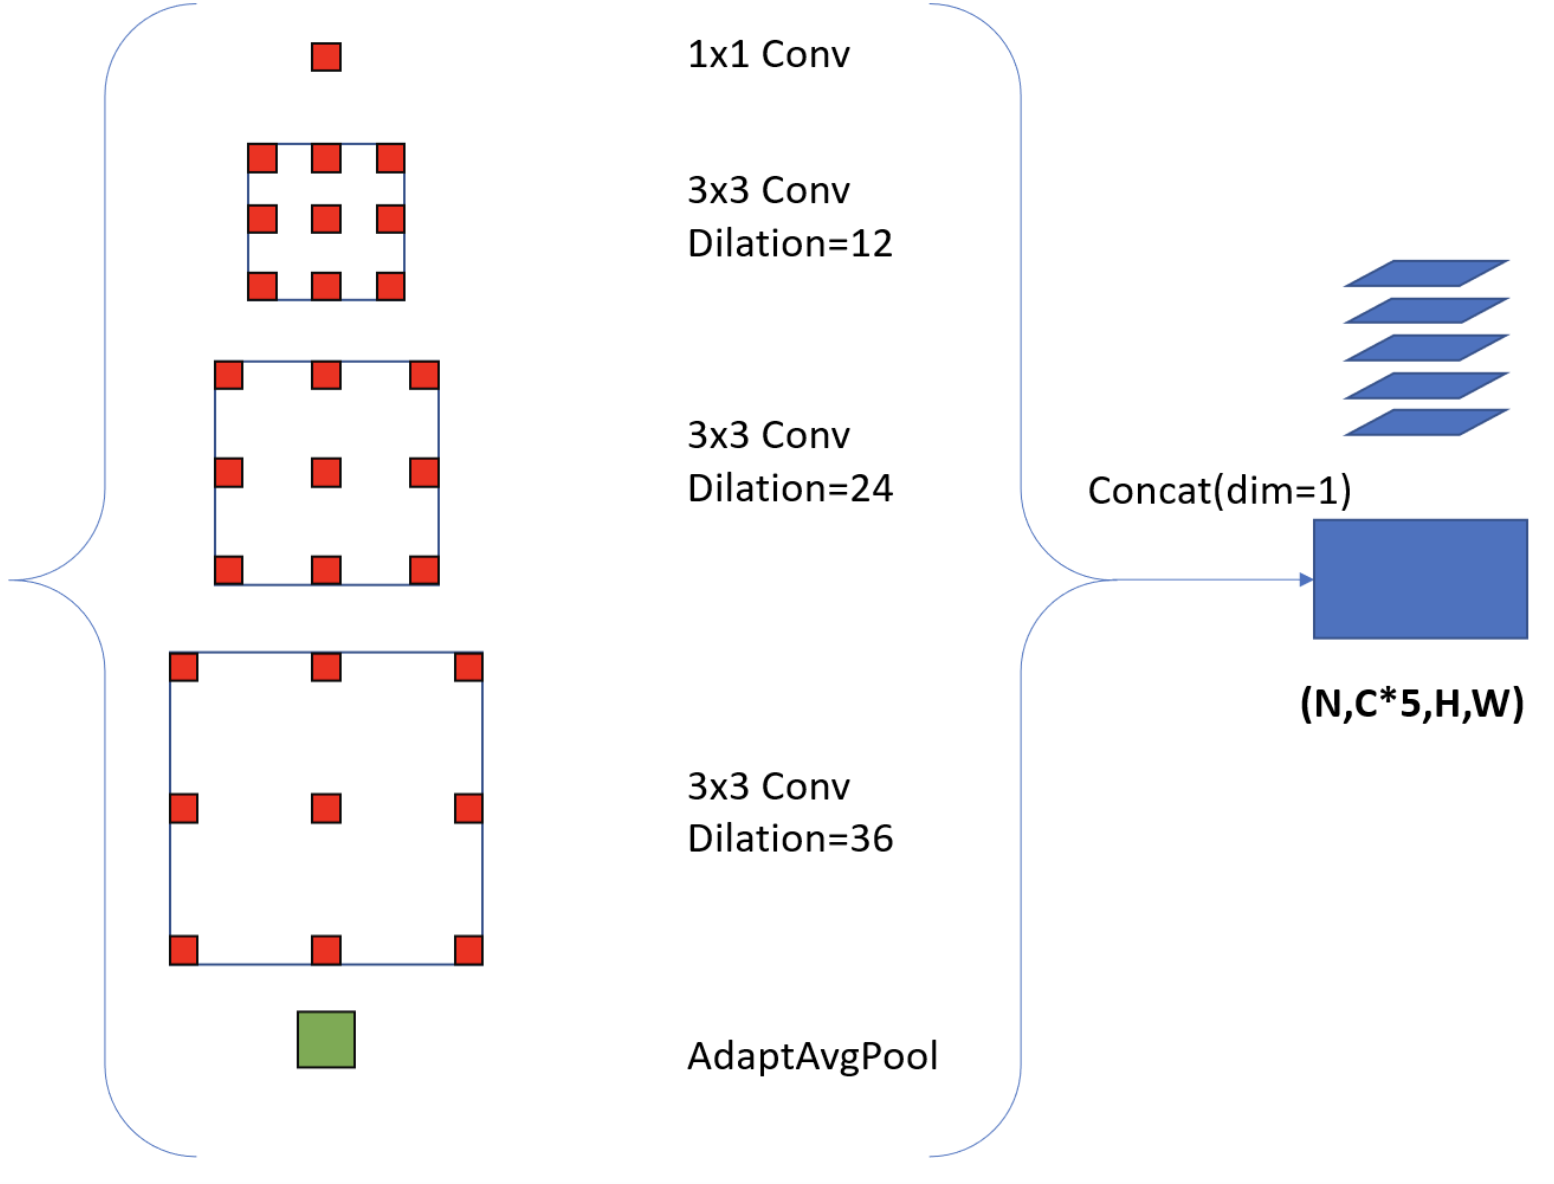 1x1 Conv
3x3 Conv
Dilation=12
3x3 Conv
Dilation=24
3x3 Conv
Dilation=36
AdaptAvgPool
Concat(dim=1)
(N,C*5,H,W)